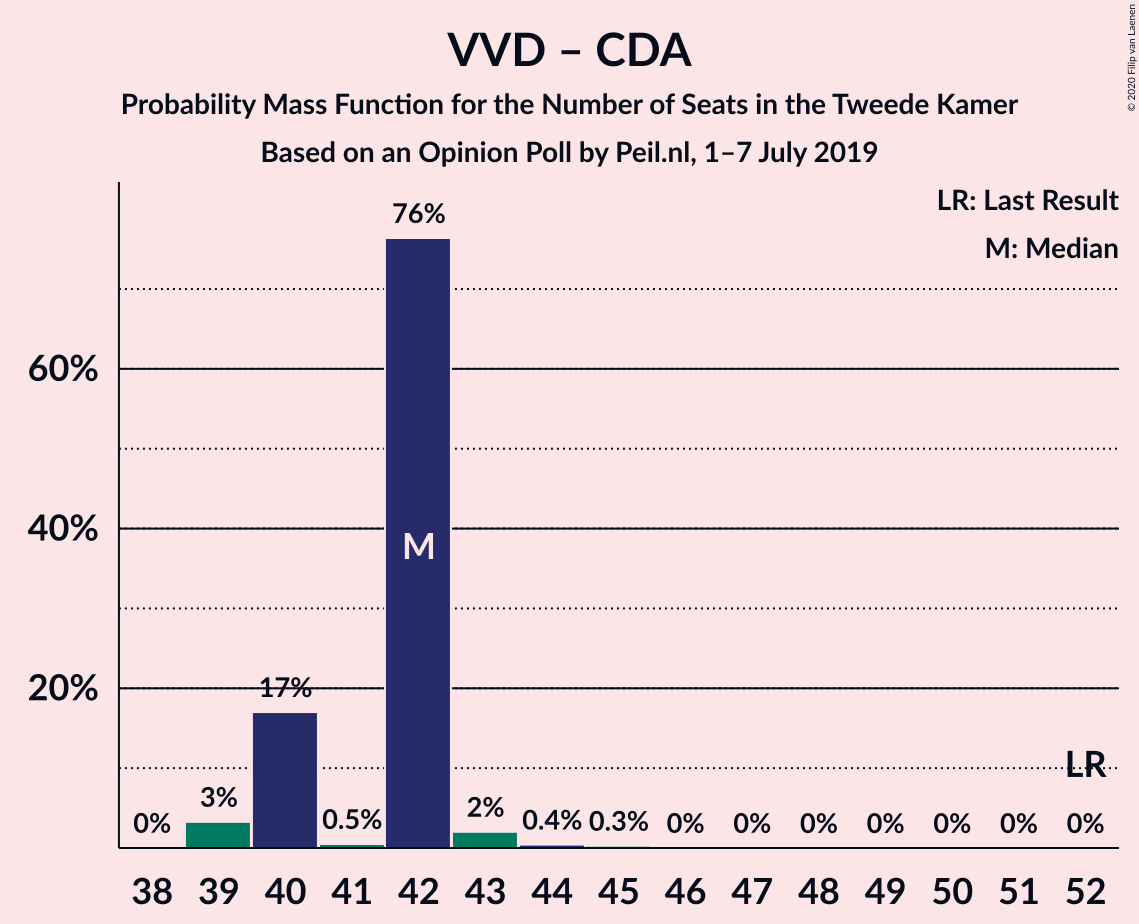 VVD – CDA
Probability Mass Function for the Number of Seats in the Tweede Kamer
Based on an Opinion Poll by Peil.nl, 1–7 July 2019
© 2020 Filip van Laenen
LR: Last Result
M: Median
76%
60%
40%
M
20%
17%
LR
0%
3%
0.5%
2%
0.4%
0.3%
0%
0%
0%
0%
0%
0%
0%
38 39 40 41 42 43 44 45 46 47 48 49 50 51 52